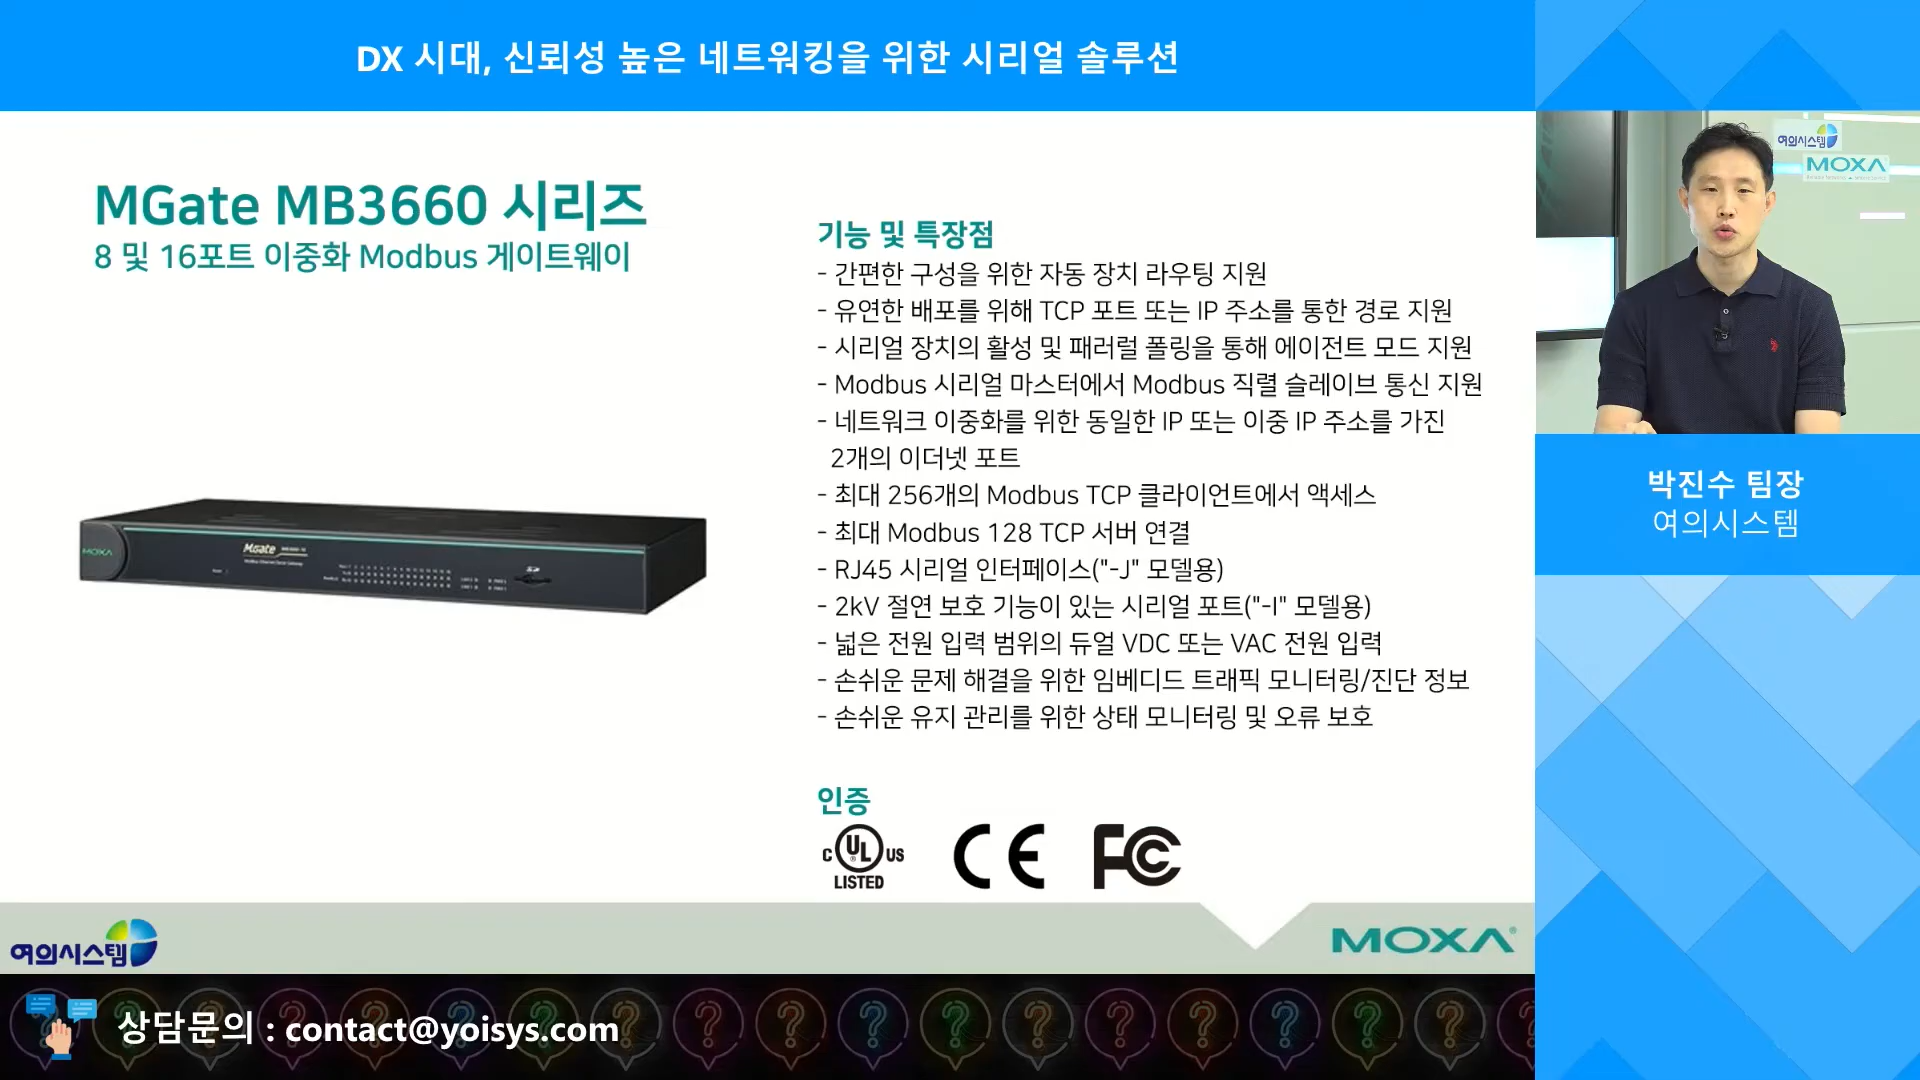 DX 시대, 신뢰성 높은 네트워킹을 위한 시리얼 솔루션
MGate MB3660 시리즈
8 및 16포트 이중화 Modbus 게이트웨이
MOXA
MGate
SD
기능 및 특장점
- 간편한 구성을 위한 자동 장치 라우팅 지원
- 유연한 배포를 위해 TCP 포트 또는 IP 주소를 통한 경로 지원
- 시리얼 장치의 활성 및 패러럴 폴링을 통해 에이전트 모드 지원
- Modbus 시리얼 마스터에서 Modbus 직렬 슬레이브 통신 지원
- 네트워크 이중화를 위한 동일한 IP 또는 이중 IP 주소를 가진
2개의 이더넷 포트
- 최대 256개의 Modbus TCP 클라이언트에서 액세스
- 최대 Modbus 128 TCP 서버 연결
- RJ45 시리얼 인터페이스("-J" 모델용)
- 2kV 절연 보호 기능이 있는 시리얼 포트("-I" 모델용)
- 넓은 전원 입력 범위의 듀얼 VDC 또는 VAC 전원 입력
- 손쉬운 문제 해결을 위한 임베디드 트래픽 모니터링/진단 정보
- 손쉬운 유지 관리를 위한 상태 모니터링 및 오류 보호
인증
C UL ® US
LISTED
CE
FC
여의시스템
MOXA
박진수 팀장
여의시스템
여의시스템
MOXA®
상담문의 : contact@yoisys.com